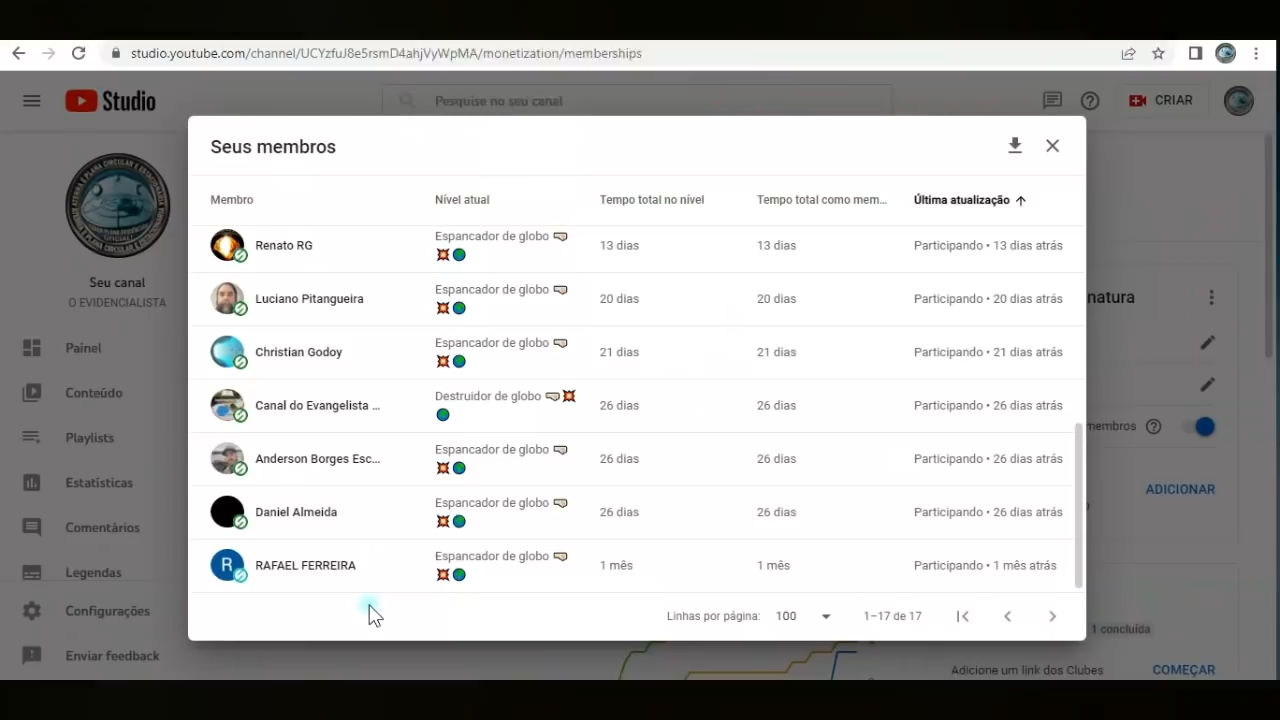 studio.youtube.com/channel/UCYzfuJ8e5rsmD4ahjVyWpMA/monetization/memberships
Studio
Pesquise no seu canal
CRIAR
Seus membros
Membro Nível atual Tempo total no nível Tempo total como mem... Última atualização
Renato RG Espancador de globo 13 dias 13 dias Participando • 13 dias atrás
Luciano Pitangueira Espancador de globo 20 dias 20 dias Participando • 20 dias atrás
Christian Godoy Espancador de globo 21 dias 21 dias Participando • 21 dias atrás
Canal do Evangelista ... Destruidor de globo 26 dias 26 dias Participando • 26 dias atrás
Anderson Borges Esc... Espancador de globo 26 dias 26 dias Participando • 26 dias atrás
Daniel Almeida Espancador de globo 26 dias 26 dias Participando • 26 dias atrás
R RAFAEL FERREIRA Espancador de globo 1 mês 1 mês Participando • 1 mês atrás
Linhas por página: 100 1–17 de 17
Seu canal
O EVIDENCIALISTA
Painel
Conteúdo
Playlists
Estatísticas
Comentários
Legendas
Configurações
Enviar feedback
natura
membros
ADICIONAR
1 concluída
Adicione um link dos Clubes COMEÇAR